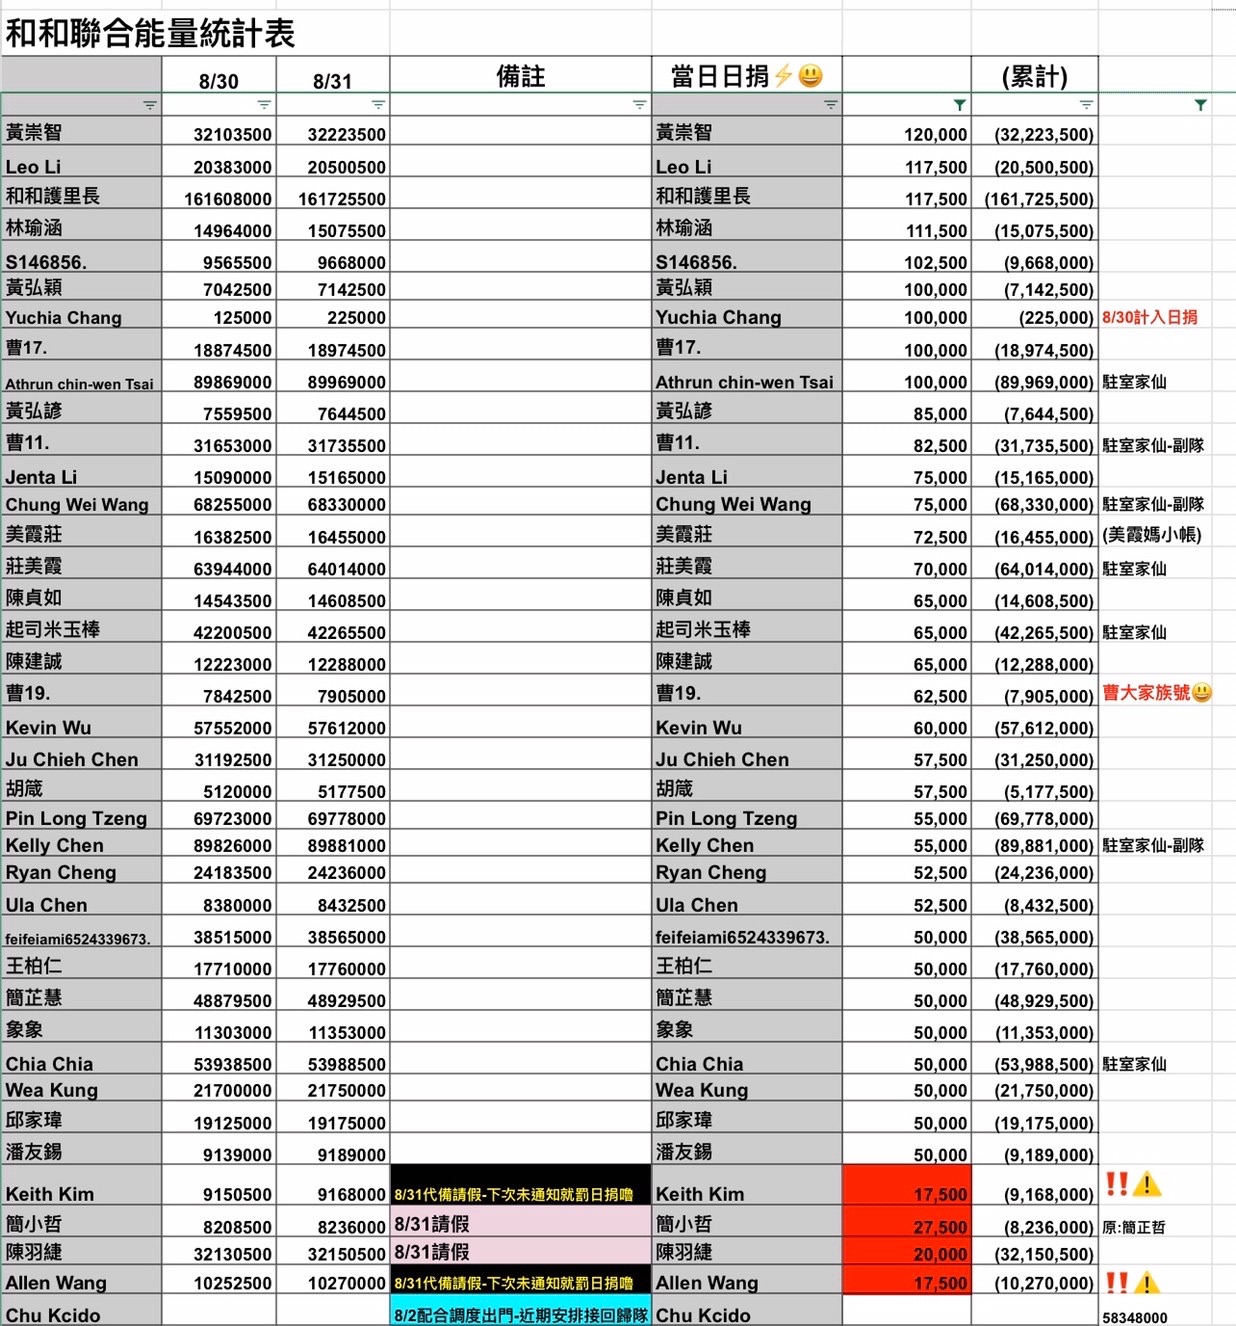 和和聯合能量統計表
8/30 8/31 備註 當日日捐⚡😃 (累計)
黃崇智 32103500 32223500 黃崇智 120,000 (32,223,500)
Leo Li 20383000 20500500 Leo Li 117,500 (20,500,500)
和和護里長 161608000 161725500 和和護里長 117,500 (161,725,500)
林瑜涵 14964000 15075500 林瑜涵 111,500 (15,075,500)
S146856. 9565500 9668000 S146856. 102,500 (9,668,000)
黃弘穎 7042500 7142500 黃弘穎 100,000 (7,142,500)
Yuchia Chang 125000 225000 Yuchia Chang 100,000 (225,000) 8/30計入日捐
曹17. 18874500 18974500 曹17. 100,000 (18,974,500)
Athrun chin-wen Tsai 89869000 89969000 Athrun chin-wen Tsai 100,000 (89,969,000) 駐室家仙
黃弘諺 7559500 7644500 黃弘諺 85,000 (7,644,500)
曹11. 31653000 31735500 曹11. 82,500 (31,735,500) 駐室家仙-副隊
Jenta Li 15090000 15165000 Jenta Li 75,000 (15,165,000)
Chung Wei Wang 68255000 68330000 Chung Wei Wang 75,000 (68,330,000) 駐室家仙-副隊
美霞莊 16382500 16455000 美霞莊 72,500 (16,455,000) (美霞媽小帳)
莊美霞 63944000 64014000 莊美霞 70,000 (64,014,000) 駐室家仙
陳貞如 14543500 14608500 陳貞如 65,000 (14,608,500)
起司米玉棒 42200500 42265500 起司米玉棒 65,000 (42,265,500) 駐室家仙
陳建誠 12223000 12288000 陳建誠 65,000 (12,288,000)
曹19. 7842500 7905000 曹19. 62,500 (7,905,000) 曹大家族號😃
Kevin Wu 57552000 57612000 Kevin Wu 60,000 (57,612,000)
Ju Chieh Chen 31192500 31250000 Ju Chieh Chen 57,500 (31,250,000)
胡箴 5120000 5177500 胡箴 57,500 (5,177,500)
Pin Long Tzeng 69723000 69778000 Pin Long Tzeng 55,000 (69,778,000)
Kelly Chen 89826000 89881000 Kelly Chen 55,000 (89,881,000) 駐室家仙-副隊
Ryan Cheng 24183500 24236000 Ryan Cheng 52,500 (24,236,000)
Ula Chen 8380000 8432500 Ula Chen 52,500 (8,432,500)
feifeiami6524339673. 38515000 38565000 feifeiami6524339673. 50,000 (38,565,000)
王柏仁 17710000 17760000 王柏仁 50,000 (17,760,000)
簡芷慧 48879500 48929500 簡芷慧 50,000 (48,929,500)
象象 11303000 11353000 象象 50,000 (11,353,000)
Chia Chia 53938500 53988500 Chia Chia 50,000 (53,988,500) 駐室家仙
Wea Kung 21700000 21750000 Wea Kung 50,000 (21,750,000)
邱家瑋 19125000 19175000 邱家瑋 50,000 (19,175,000)
潘友錫 9139000 9189000 潘友錫 50,000 (9,189,000)
Keith Kim 9150500 9168000 8/31代備請假-下次未通知就罰日捐嚕 Keith Kim 17,500 (9,168,000) ‼️⚠️
簡小哲 8208500 8236000 8/31請假 簡小哲 27,500 (8,236,000) 原:簡正哲
陳羽緁 32130500 32150500 8/31請假 陳羽緁 20,000 (32,150,500)
Allen Wang 10252500 10270000 8/31代備請假-下次未通知就罰日捐嚕 Allen Wang 17,500 (10,270,000) ‼️⚠️
Chu Kcido 8/2配合調度出門-近期安排接回歸隊 Chu Kcido 58348000